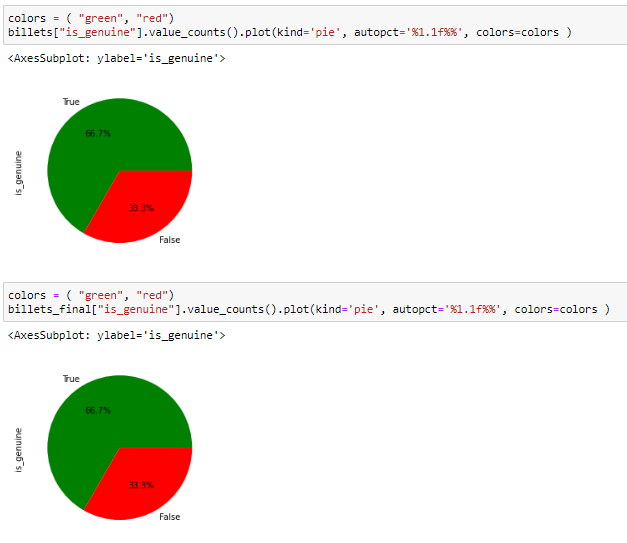 colors = ( "green", "red")
billets["is_genuine"].value_counts().plot(kind='pie', autopct='%1.1f%%', colors=colors )
<AxesSubplot: ylabel='is_genuine'>
True
66.7%
is_genuine
33.3%
False
colors = ( "green", "red")
billets_final["is_genuine"].value_counts().plot(kind='pie', autopct='%1.1f%%', colors=colors )
<AxesSubplot: ylabel='is_genuine'>
True
66.7%
is_genuine
33.3%
False